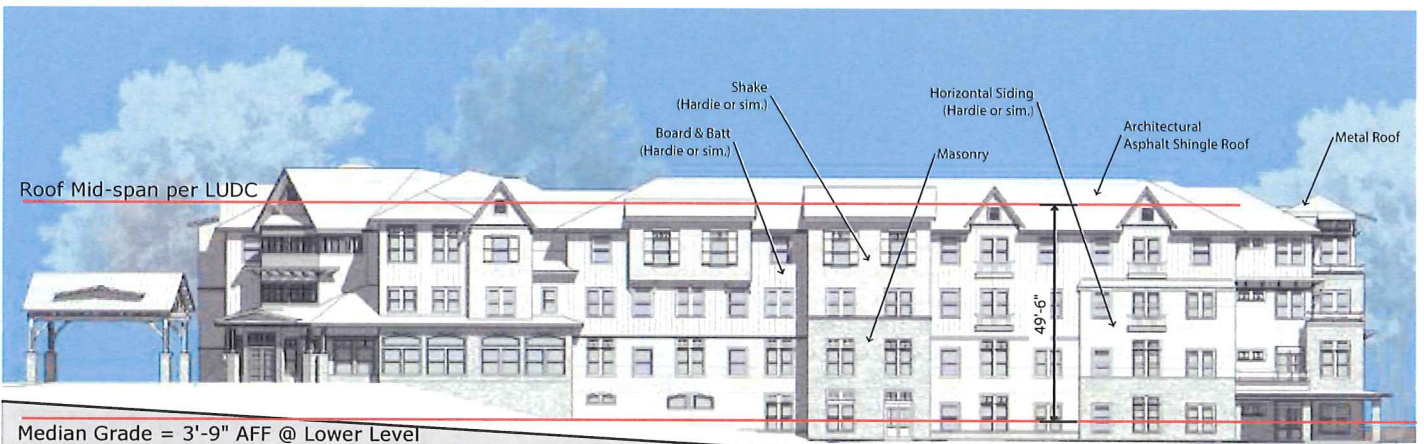 Shake
(Hardie or sim.)
Horizontal Siding
(Hardie or sim.)
Board & Batt
(Hardie or sim.)
Architectural
Asphalt Shingle Roof
Masonry
Metal Roof
Roof Mid-span per LUDC
49'-6"
Median Grade = 3'-9" AFF @ Lower Level